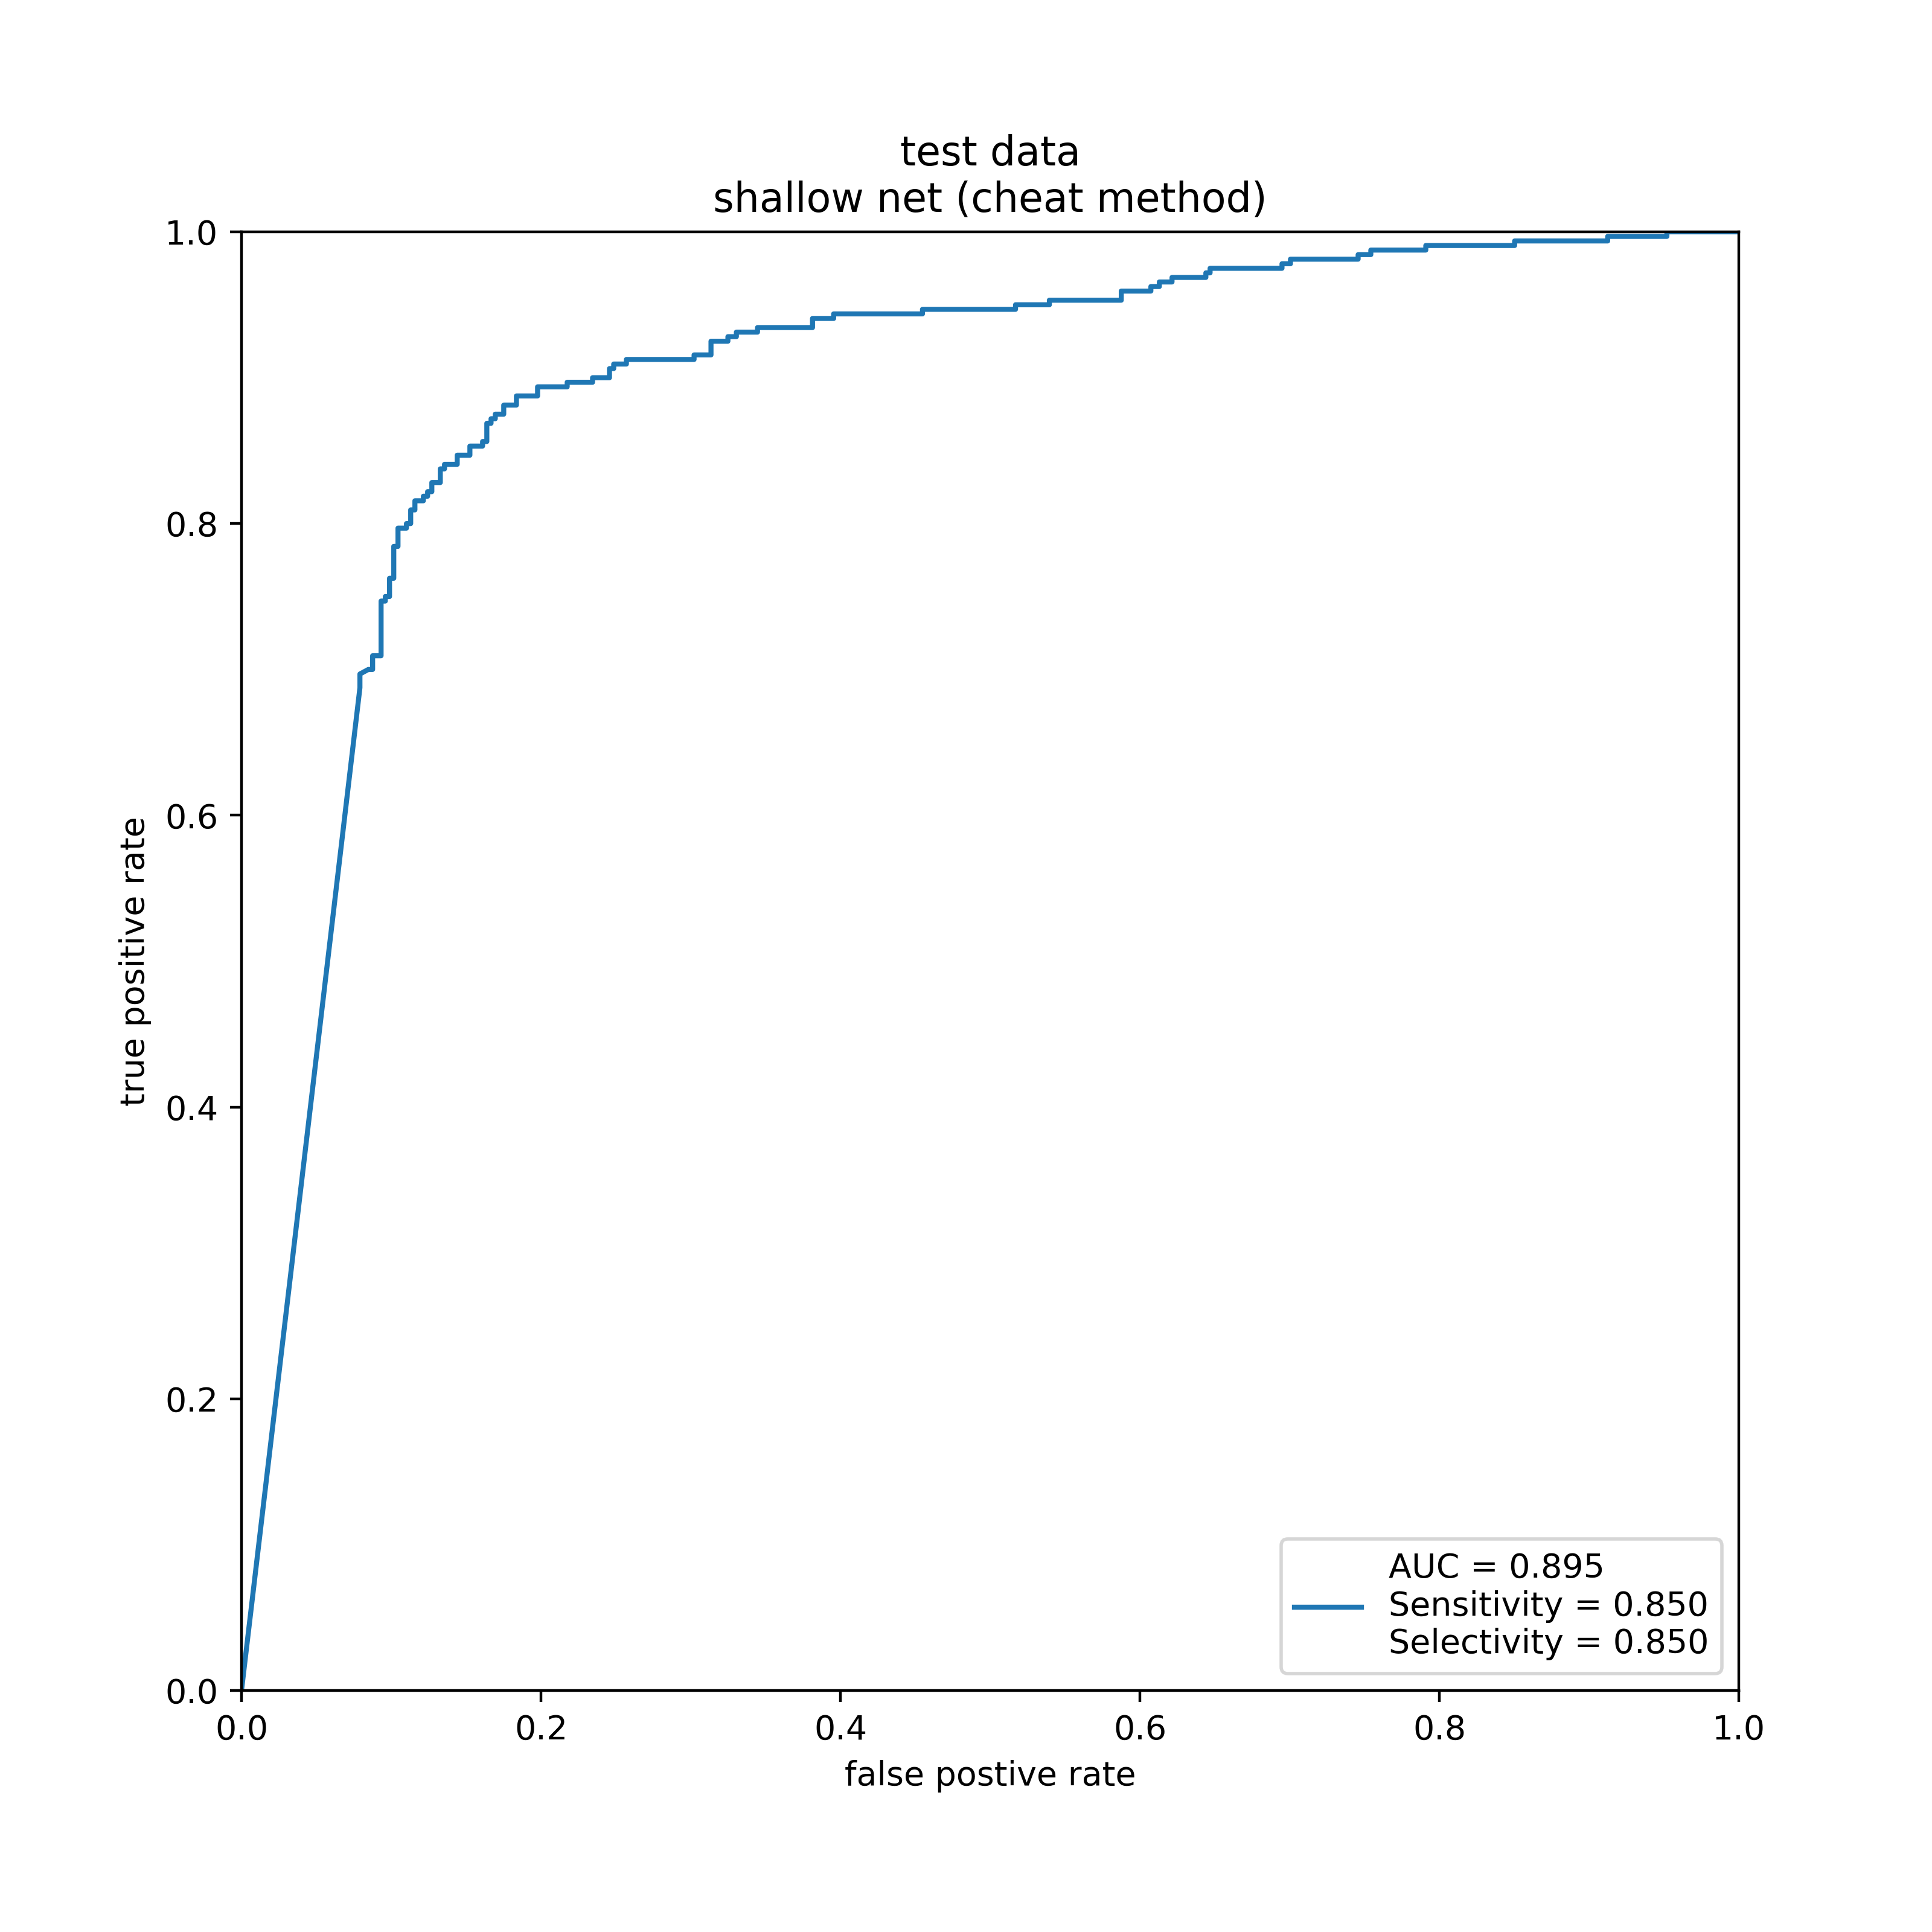 test data
shallow net (cheat method)
1.0
0.8
0.6
0.4
0.2
0.0
true positive rate
0.0 0.2 0.4 0.6 0.8 1.0
false postive rate
AUC = 0.895
Sensitivity = 0.850
Selectivity = 0.850